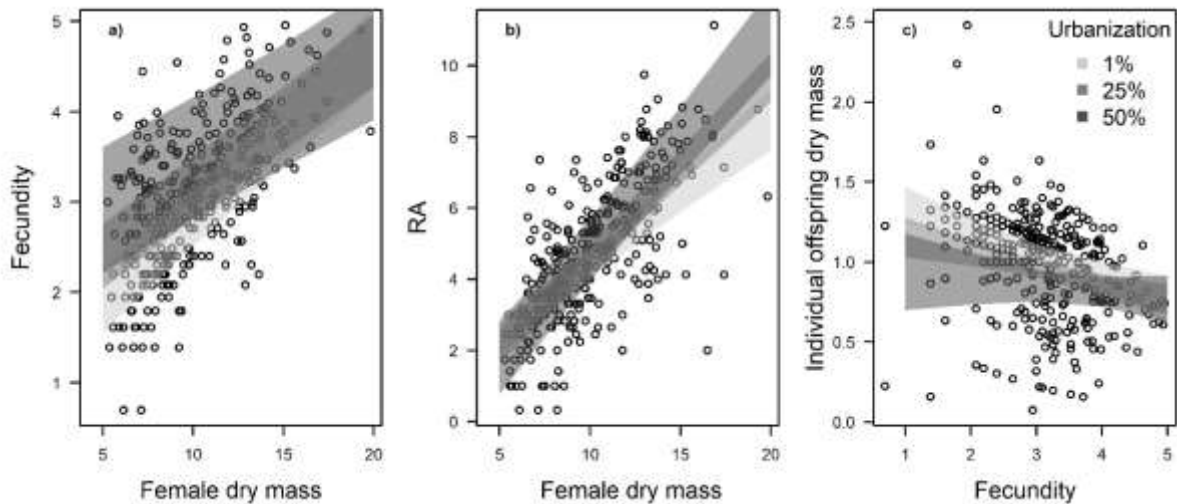 a)
5
4
3
2
1
Fecundity
5 10 15 20
Female dry mass
b)
10
8
6
4
2
0
RA
5 10 15 20
Female dry mass
c)
Urbanization
1%
25%
50%
2.5
2.0
1.5
1.0
0.5
0.0
Individual offspring dry mass
1 2 3 4 5
Fecundity